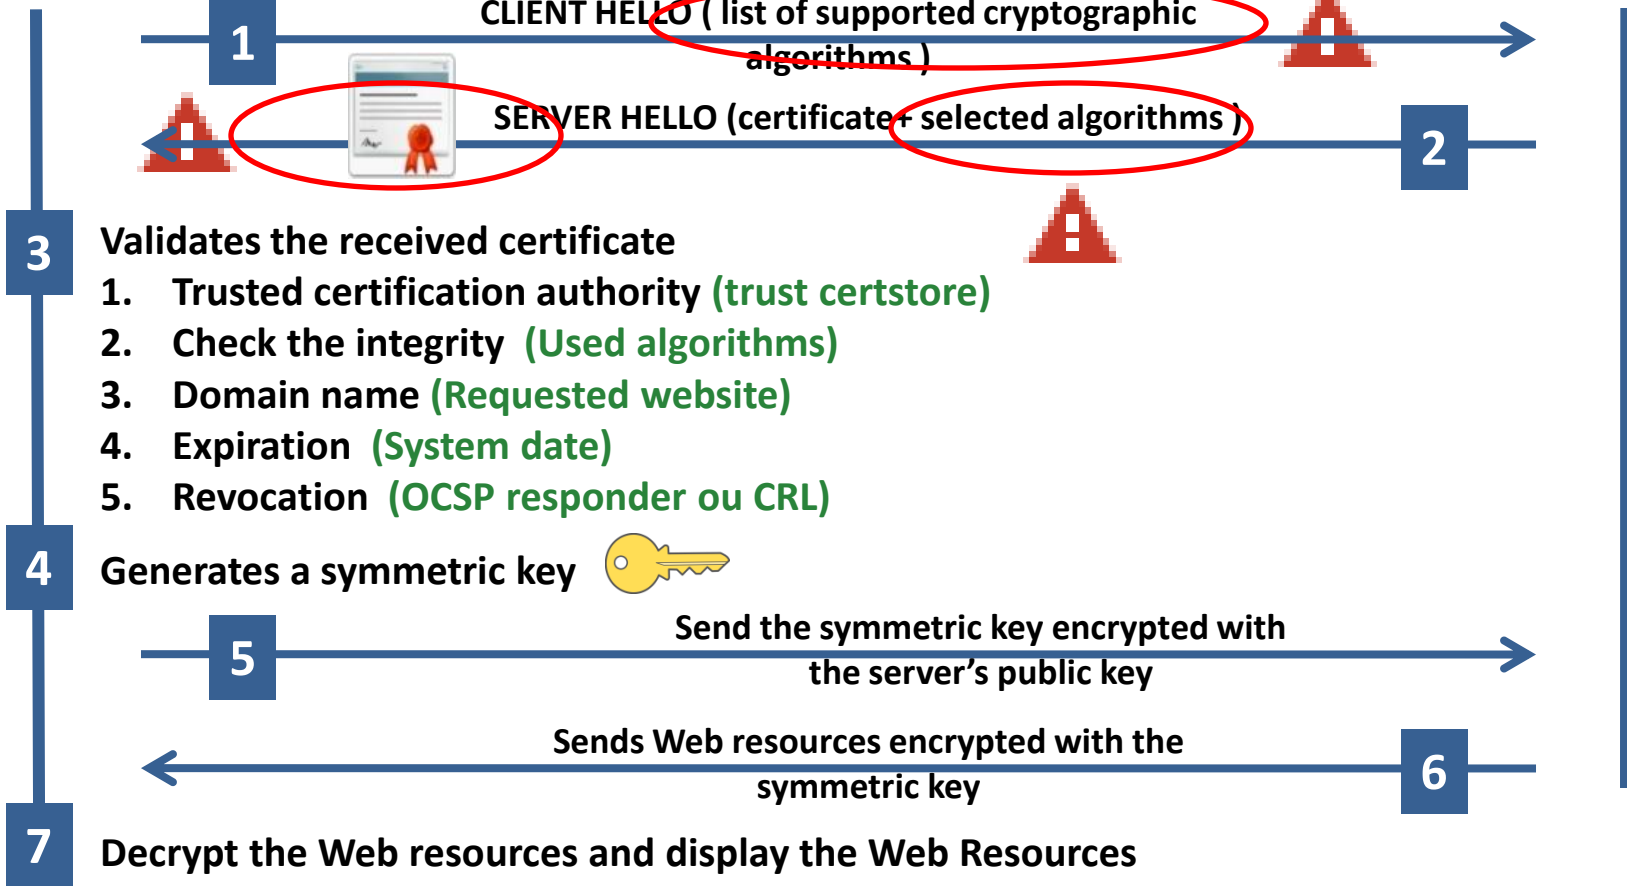 CLIENT HELLO ( list of supported cryptographic
algorithms )
1
SERVER HELLO (certificate+ selected algorithms )
2
3
Validates the received certificate
1. Trusted certification authority (trust certstore)
2. Check the integrity (Used algorithms)
3. Domain name (Requested website)
4. Expiration (System date)
5. Revocation (OCSP responder ou CRL)
4
Generates a symmetric key
Send the symmetric key encrypted with
the server’s public key
5
Sends Web resources encrypted with the
symmetric key
6
7
Decrypt the Web resources and display the Web Resources